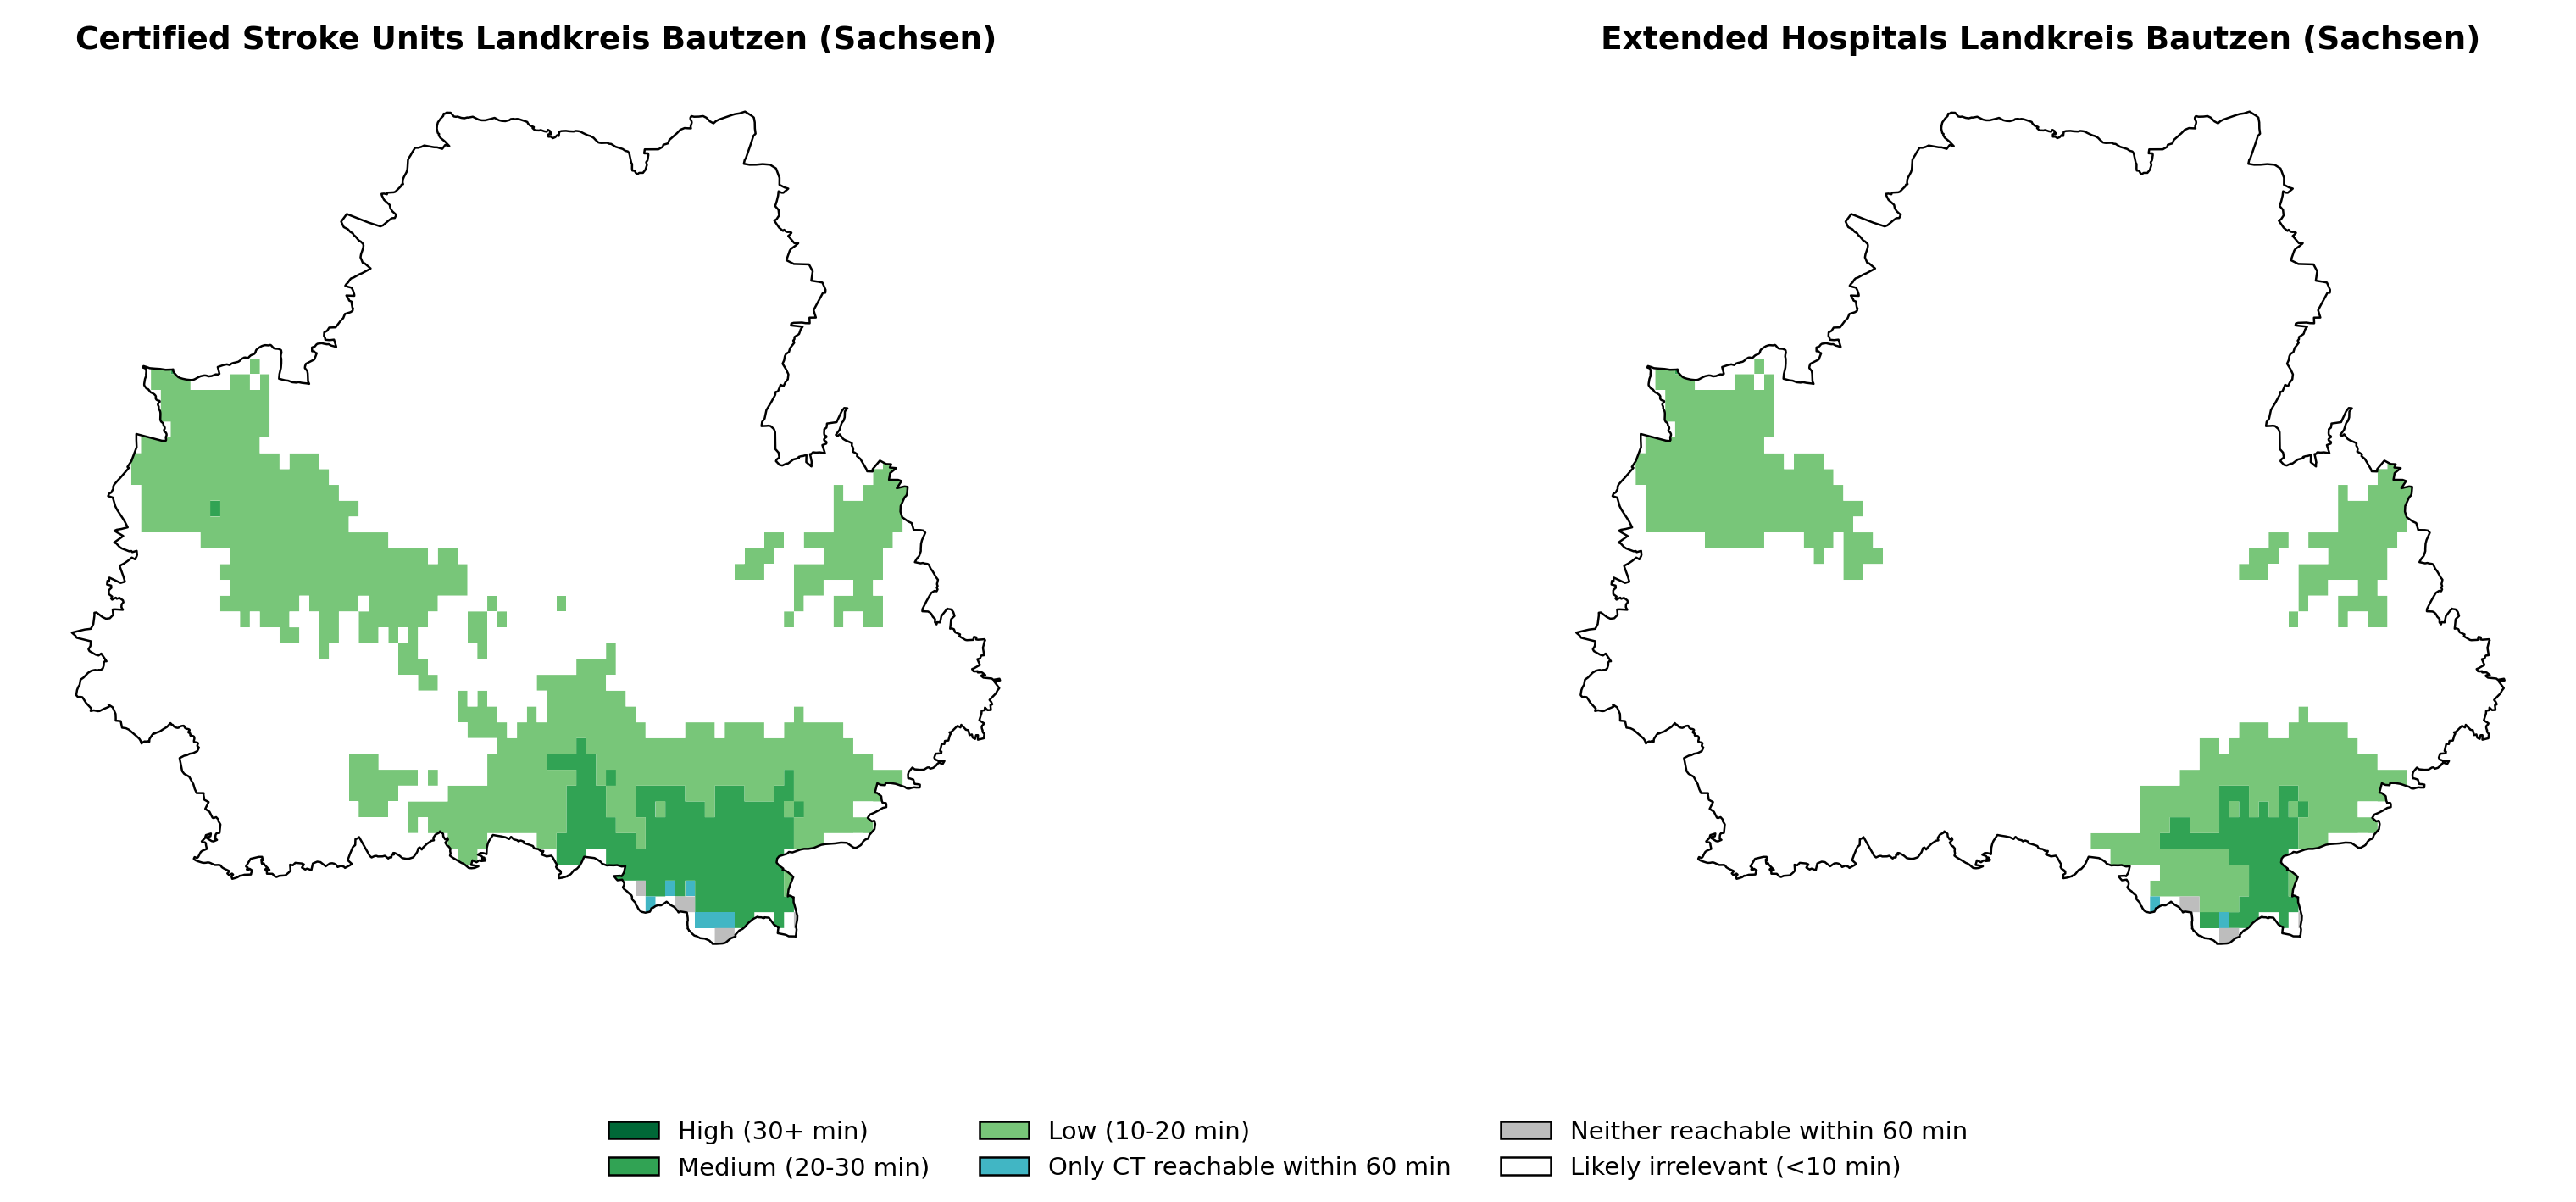 Certified Stroke Units Landkreis Bautzen (Sachsen)
Extended Hospitals Landkreis Bautzen (Sachsen)
High (30+ min)
Medium (20-30 min)
Low (10-20 min)
Only CT reachable within 60 min
Neither reachable within 60 min
Likely irrelevant (<10 min)